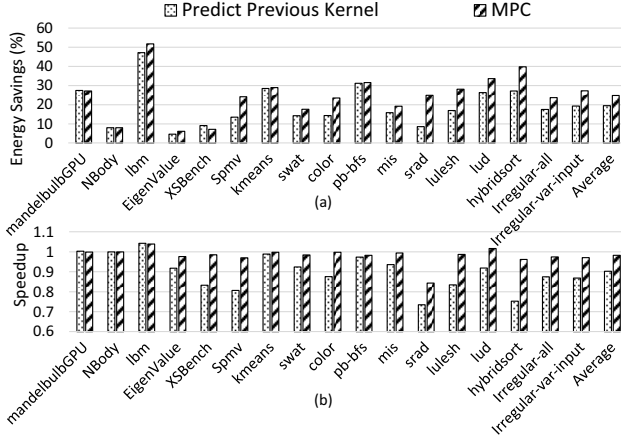 Predict Previous Kernel MPC
Energy Savings (%)
60
50
40
30
20
10
0
mandelbulbGPU
NBody
lbm
EigenValue
XSBench
Spmv
kmeans
swat
color
pb-bfs
mis
srad
lulesh
lud
hybridsort
Irregular-all
Irregular-var-input
Average
(a)
Speedup
1.1
1
0.9
0.8
0.7
0.6
mandelbulbGPU
NBody
lbm
EigenValue
XSBench
Spmv
kmeans
swat
color
pb-bfs
mis
srad
lulesh
lud
hybridsort
Irregular-all
Irregular-var-input
Average
(b)